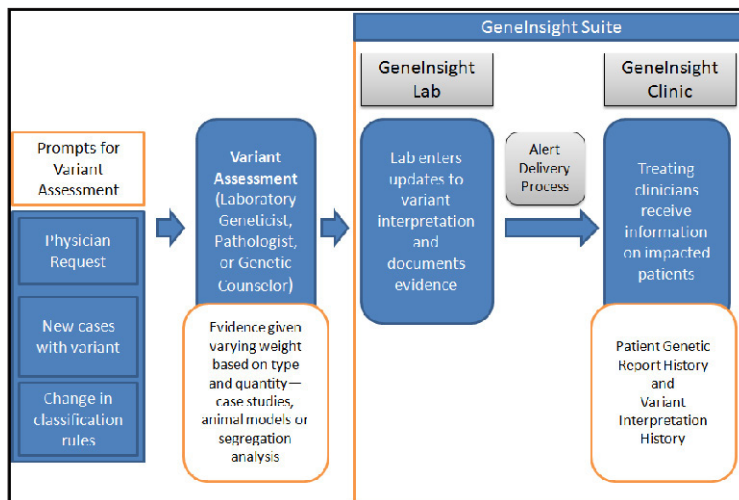 GeneInsight Suite
GeneInsight
Lab
GeneInsight
Clinic
Prompts for
Variant
Assessment
Physician
Request
New cases
with variant
Change in
classification
rules
Variant
Assessment
(Laboratory
Geneticist,
Pathologist,
or Genetic
Counselor)
Evidence given
varying weight
based on type
and quantity—
case studies,
animal models or
segregation
analysis
Lab enters
updates to
variant
interpretation
and
documents
evidence
Alert
Delivery
Process
Treating
clinicians
receive
information
on impacted
patients
Patient Genetic
Report History
and
Variant
Interpretation
History